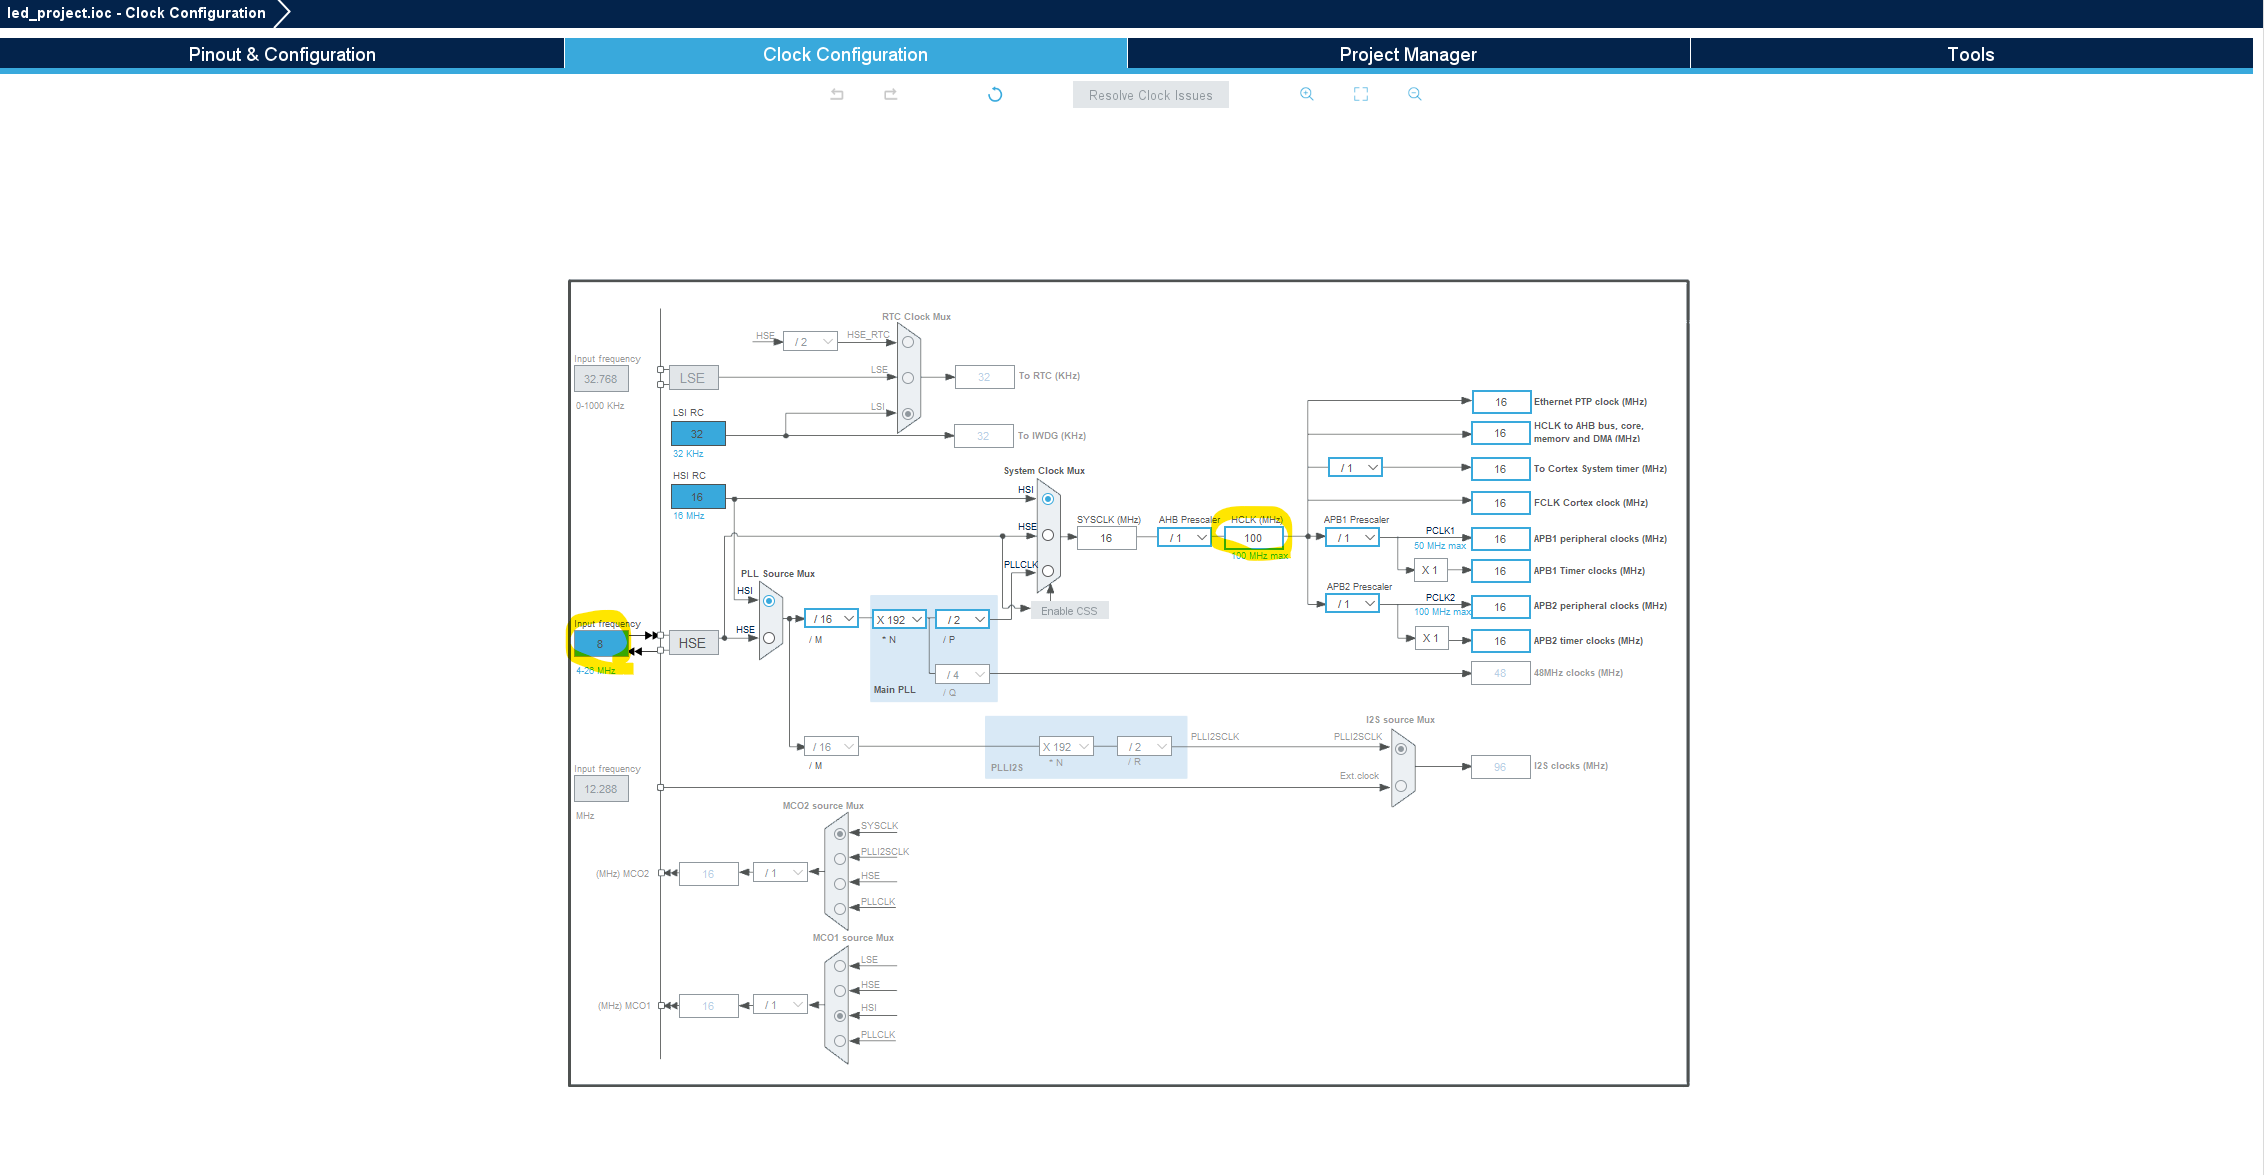 led_project.ioc - Clock Configuration
Pinout & Configuration
Clock Configuration
Project Manager
Tools
Resolve Clock Issues
RTC Clock Mux
HSE
/ 2
HSE_RTC
Input frequency
32.768
0-1000 KHz
LSE
LSE
32
To RTC (KHz)
LSI RC
LSI
32
32 KHz
32
To IWDG (KHz)
HSI RC
16
16 MHz
System Clock Mux
HSI
HSE
PLLCLK
SYSCLK (MHz)
16
AHB Prescaler
/ 1
HCLK (MHz)
100
100 MHz max
16
Ethernet PTP clock (MHz)
16
HCLK to AHB bus, core,
memory and DMA (MHz)
/ 1
16
To Cortex System timer (MHz)
16
FCLK Cortex clock (MHz)
APB1 Prescaler
/ 1
PCLK1
50 MHz max
16
APB1 peripheral clocks (MHz)
X 1
16
APB1 Timer clocks (MHz)
APB2 Prescaler
/ 1
PCLK2
100 MHz max
16
APB2 peripheral clocks (MHz)
X 1
16
APB2 timer clocks (MHz)
48
48MHz clocks (MHz)
Enable CSS
PLL Source Mux
HSI
HSE
Input frequency
8
4-26 MHz
HSE
/ 16
/ M
X 192
* N
/ 2
/ P
/ 4
/ Q
Main PLL
/ 16
/ M
X 192
* N
/ 2
/ R
PLLI2S
PLLI2SCLK
I2S source Mux
PLLI2SCLK
Ext.clock
96
I2S clocks (MHz)
Input frequency
12.288
MHz
MCO2 source Mux
SYSCLK
PLLI2SCLK
HSE
PLLCLK
(MHz) MCO2
16
/ 1
MCO1 source Mux
LSE
HSE
HSI
PLLCLK
(MHz) MCO1
16
/ 1